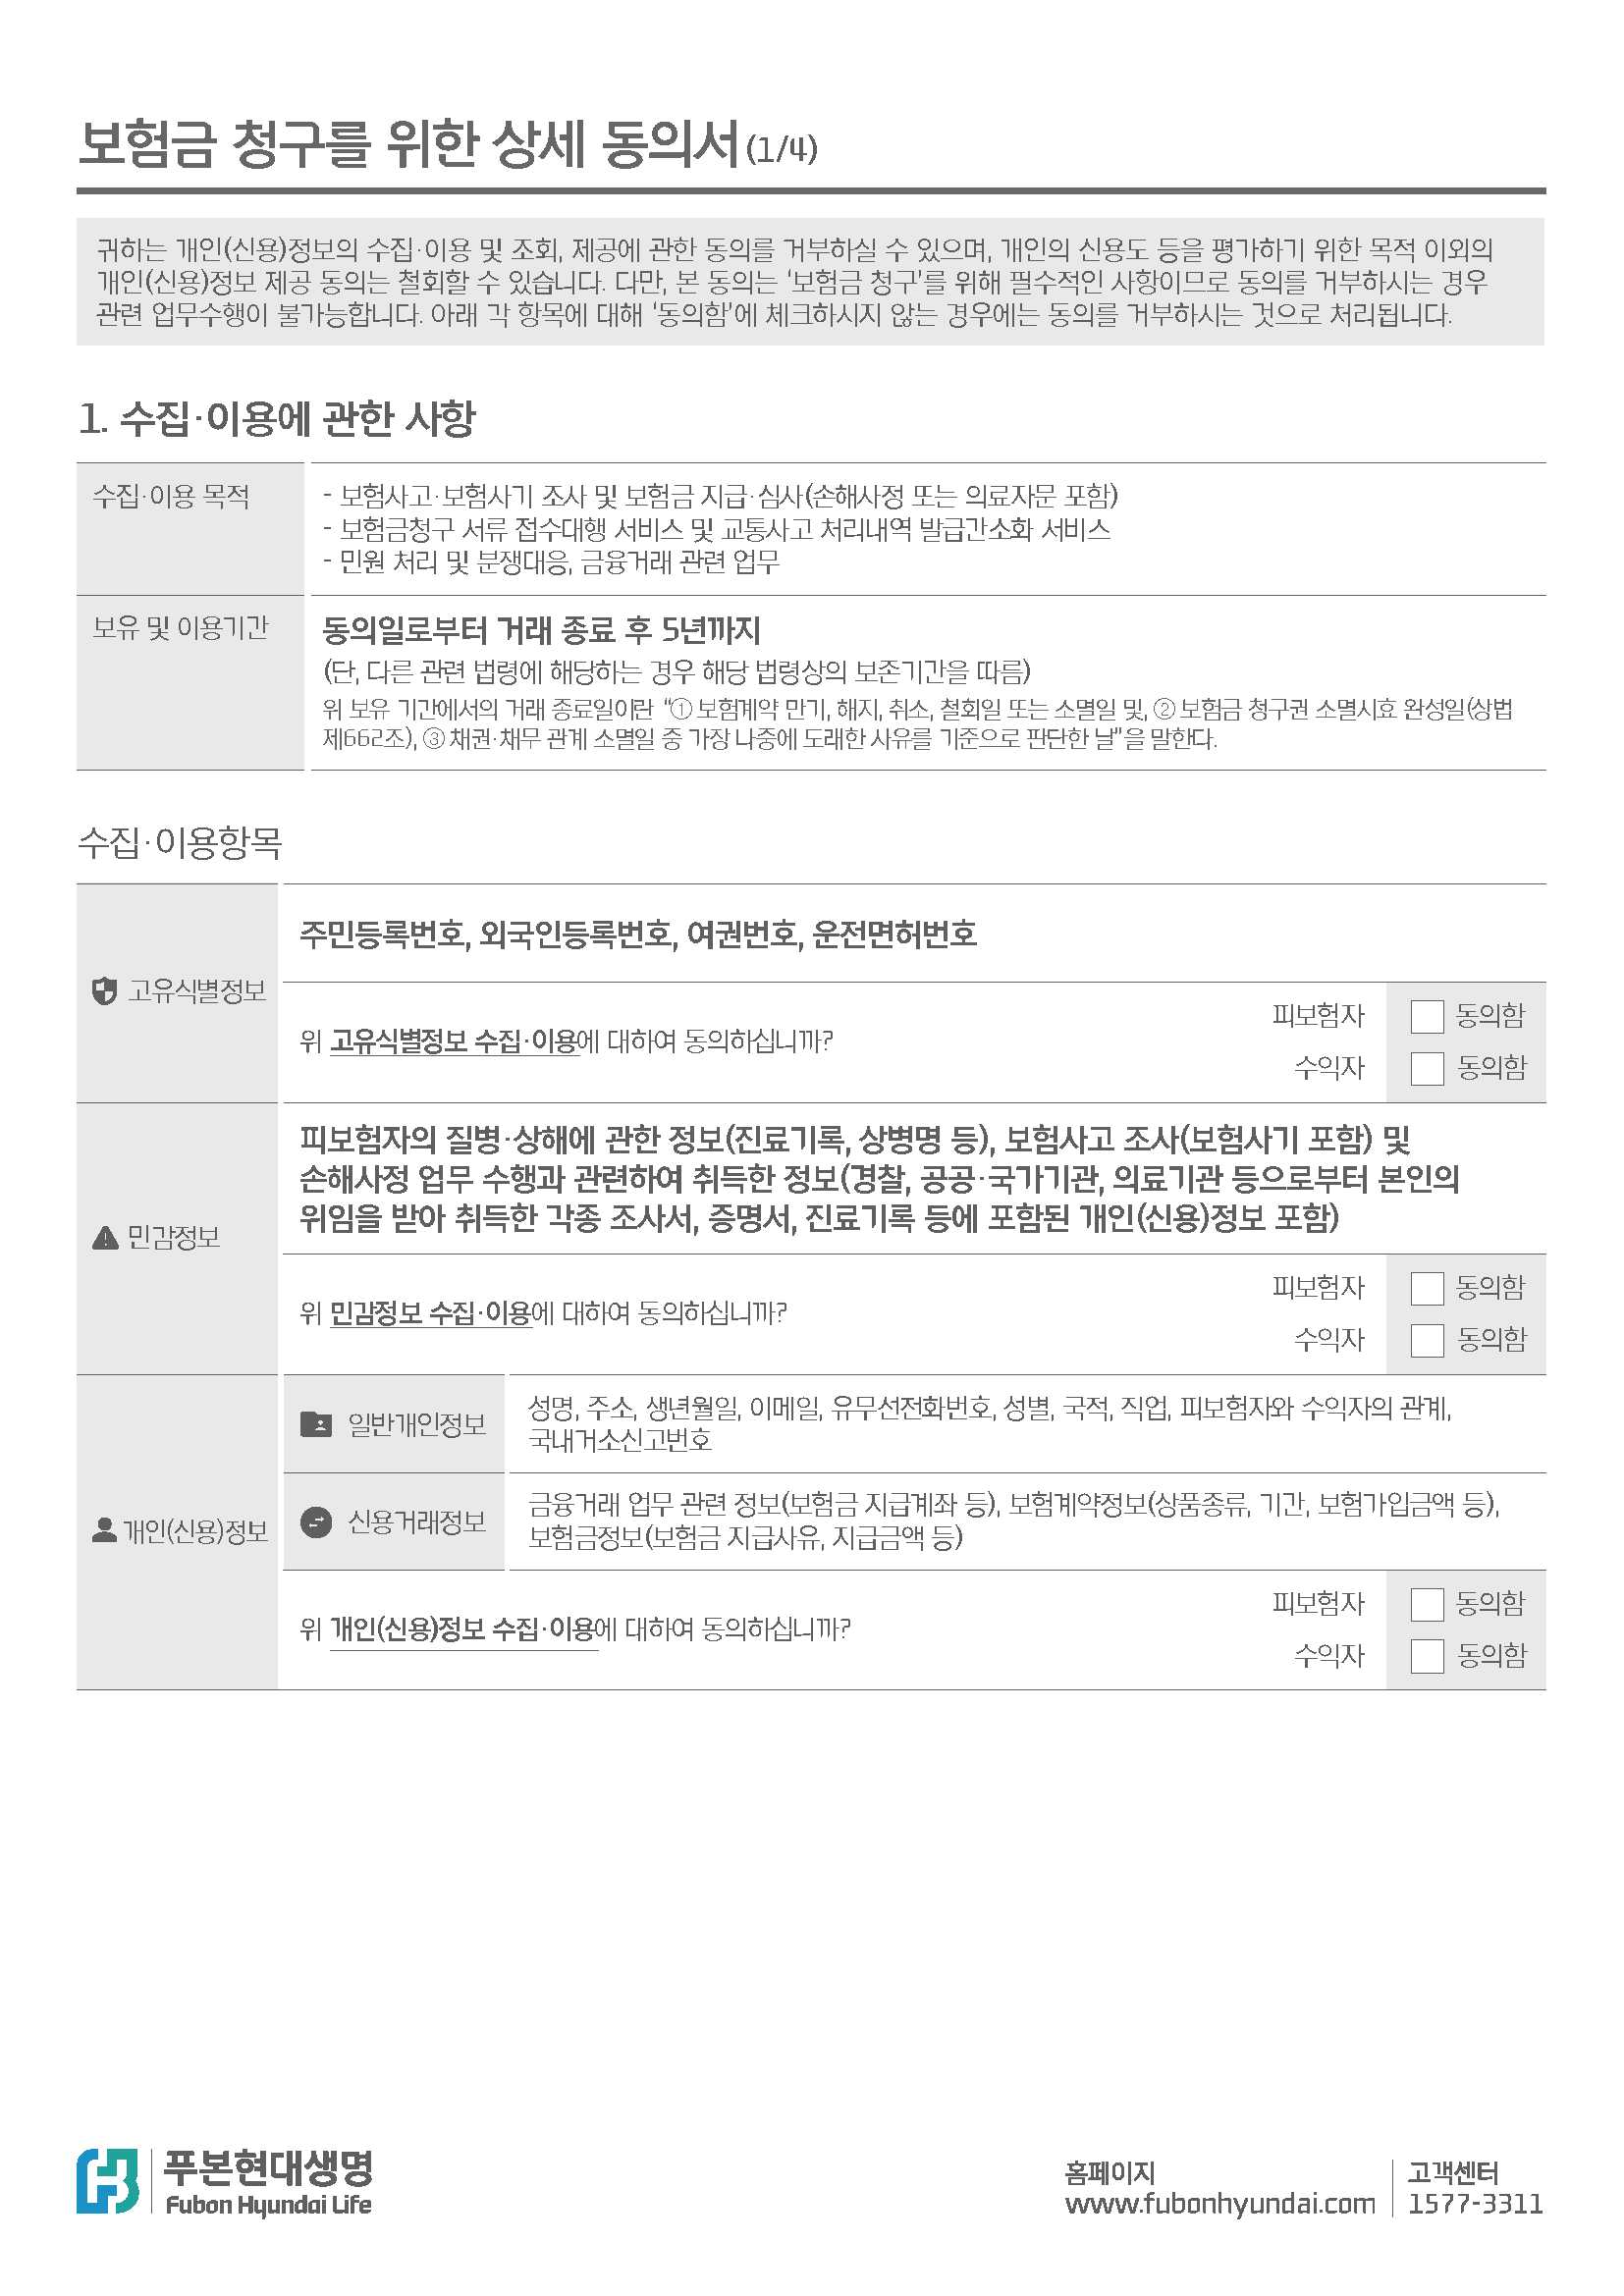 보험금 청구를 위한 상세 동의서(1/4)
귀하는 개인(신용)정보의 수집·이용 및 조회, 제공에 관한 동의를 거부하실 수 있으며, 개인의 신용도 등을 평가하기 위한 목적 이외의
개인(신용)정보 제공 동의는 철회할 수 있습니다. 다만, 본 동의는 '보험금 청구'를 위해 필수적인 사항이므로 동의를 거부하시는 경우
관련 업무수행이 불가능합니다. 아래 각 항목에 대해 '동의함'에 체크하시지 않는 경우에는 동의를 거부하시는 것으로 처리됩니다.
1. 수집·이용에 관한 사항
수집·이용 목적
- 보험사고·보험사기 조사 및 보험금 지급·심사(손해사정 또는 의료자문 포함)
- 보험금청구 서류 접수대행 서비스 및 교통사고 처리내역 발급간소화 서비스
- 민원 처리 및 분쟁대응, 금융거래 관련 업무
보유 및 이용기간
동의일로부터 거래 종료 후 5년까지
(단, 다른 관련 법령에 해당하는 경우 해당 법령상의 보존기간을 따름)
위 보유 기간에서의 거래 종료일이란 "① 보험계약 만기, 해지, 취소, 철회일 또는 소멸일 및, ② 보험금 청구권 소멸시효 완성일(상법
제662조), ③ 채권·채무 관계 소멸일 중 가장 나중에 도래한 사유를 기준으로 판단한 날"을 말한다.
수집·이용항목
고유식별정보
주민등록번호, 외국인등록번호, 여권번호, 운전면허번호
위 고유식별정보 수집·이용에 대하여 동의하십니까?
피보험자 동의함
수익자 동의함
민감정보
피보험자의 질병·상해에 관한 정보(진료기록, 상병명 등), 보험사고 조사(보험사기 포함) 및
손해사정 업무 수행과 관련하여 취득한 정보(경찰, 공공·국가기관, 의료기관 등으로부터 본인의
위임을 받아 취득한 각종 조사서, 증명서, 진료기록 등에 포함된 개인(신용)정보 포함)
위 민감정보 수집·이용에 대하여 동의하십니까?
피보험자 동의함
수익자 동의함
개인(신용)정보
일반개인정보
성명, 주소, 생년월일, 이메일, 유무선전화번호, 성별, 국적, 직업, 피보험자와 수익자의 관계,
국내거소신고번호
신용거래정보
금융거래 업무 관련 정보(보험금 지급계좌 등), 보험계약정보(상품종류, 기간, 보험가입금액 등),
보험금정보(보험금 지급사유, 지급금액 등)
위 개인(신용)정보 수집·이용에 대하여 동의하십니까?
피보험자 동의함
수익자 동의함
푸본현대생명
Fubon Hyundai Life
홈페이지
www.fubonhyundai.com
고객센터
1577-3311